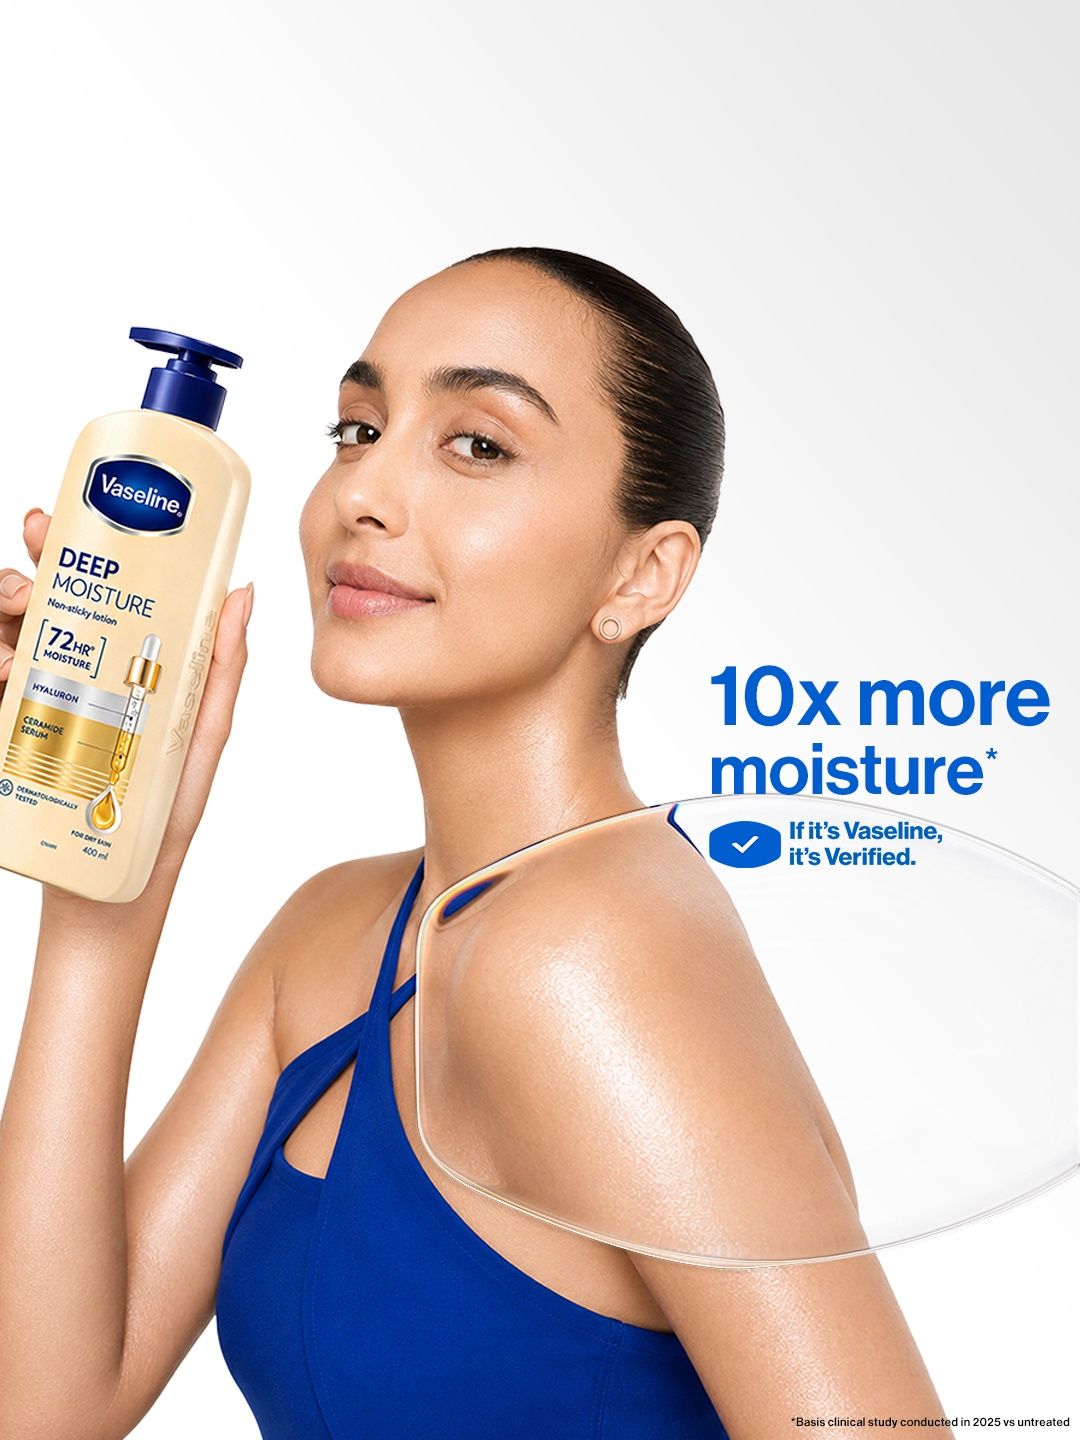 Vaseline
DEEP
MOISTURE
Non-sticky lotion
72HR*
MOISTURE
HYALURON
CERAMIDE
SERUM
DERMATOLOGICALLY
TESTED
FOR DRY SKIN
400 ml
Vaseline
10x more
moisture*
If it's Vaseline,
it's Verified.
*Basis clinical study conducted in 2025 vs untreated